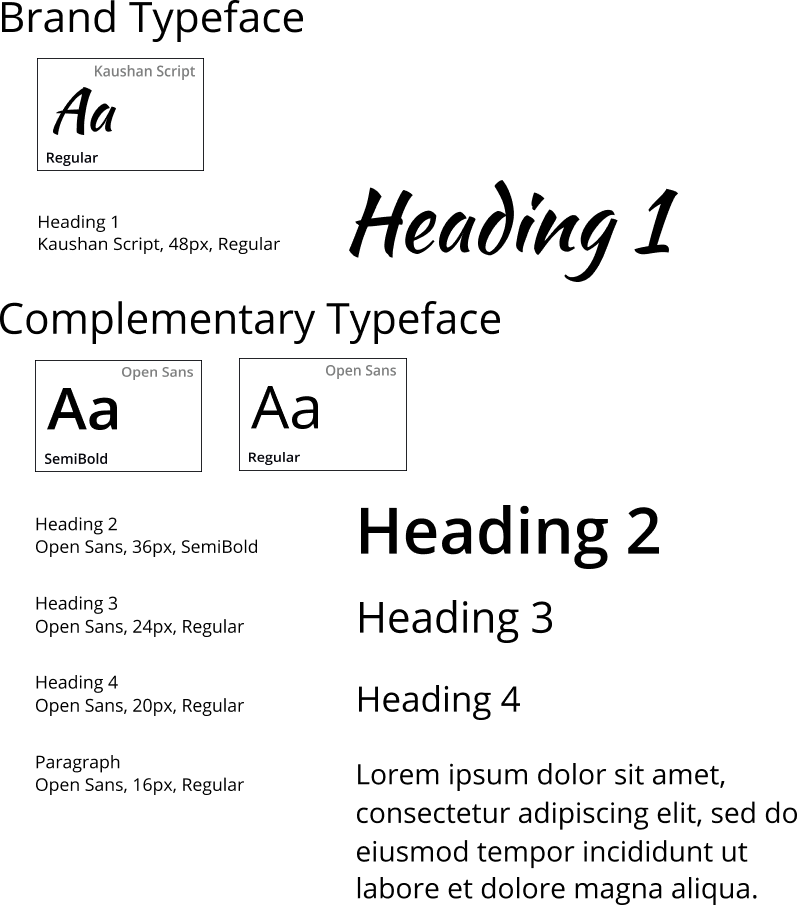 Brand Typeface
Kaushan Script
Aa
Regular
Heading 1
Kaushan Script, 48px, Regular
Heading 1
Complementary Typeface
Open Sans
Aa
SemiBold
Open Sans
Aa
Regular
Heading 2
Open Sans, 36px, SemiBold
Heading 2
Heading 3
Open Sans, 24px, Regular
Heading 3
Heading 4
Open Sans, 20px, Regular
Heading 4
Paragraph
Open Sans, 16px, Regular
Lorem ipsum dolor sit amet,
consectetur adipiscing elit, sed do
eiusmod tempor incididunt ut
labore et dolore magna aliqua.